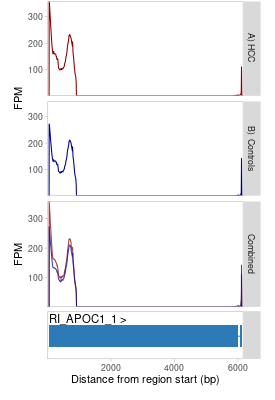 300
200
100
FPM
A) HCC
300
200
100
B) Controls
300
200
100
FPM
Combined
RI_APOC1_1 >
2000 4000 6000
Distance from region start (bp)